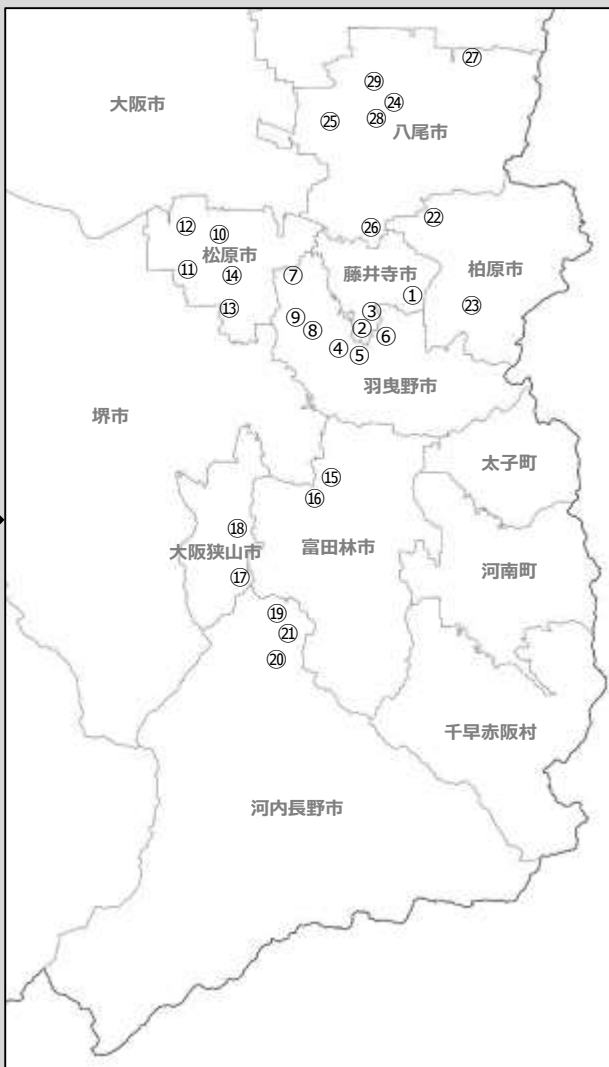 ㉗
㉙
大阪市
㉔
㉕
㉘
八尾市
㉒
⑫
㉖
⑩
松原市
⑪
⑭
⑦
藤井寺市
柏原市
①
⑬
③
㉓
⑨
②
⑧
⑥
④
⑤
羽曳野市
堺市
太子町
⑮
⑯
⑱
大阪狭山市
富田林市
河南町
⑰
⑲
㉑
⑳
千早赤阪村
河内長野市